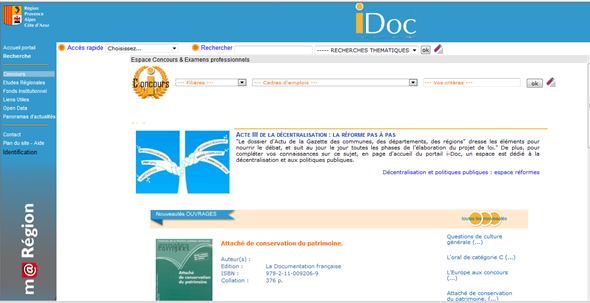 Région
Provence
Alpes
Côte d'Azur
iDoc
Accueil portail
Recherche
Concours
Etudes Régionales
Fonds institutionnel
Liens Utiles
Open Data
Panoramas d'actualités
Contact
Plan du site - Aide
Identification
m@Région
Accès rapide Choisissez... Rechercher ----- RECHERCHES THEMATIQUES ok
Espace Concours & Examens professionnels
Concours --- Filières --- --- Cadres d'emplois --- --- Vos critères --- ok
ACTE III DE LA DÉCENTRALISATION : LA RÉFORME PAS À PAS
"Le dossier d'Actu de la Gazette des communes, des départements, des régions" dresse les éléments pour
nourrir le débat, et suit au jour le jour toutes les phases de l'élaboration du projet de loi." De plus, pour
compléter vos connaissances sur ce sujet, en page d'accueil du portail i-Doc, un espace est dédié à la
décentralisation et aux politiques publiques.
Décentralisation et politiques publiques : espace réformes
Nouveautés OUVRAGES
toutes les nouveautés
Attaché de conservation du patrimoine.
Auteur(s) :
Edition : La Documentation française
ISBN : 978-2-11-009206-9
Collation : 376 p.
Attaché de
conservation du
patrimoine
Questions de culture
générale (...)
L'oral de catégorie C (...)
L'Europe aux concours
(...)
Attaché de conservation
du patrimoine. (...)